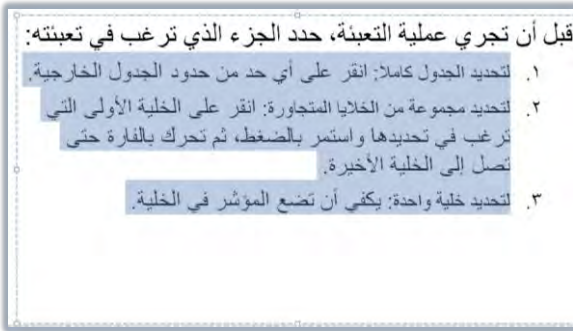 قبل أن تجري عملية التعبئة، حدد الجزء الذي ترغب في تعبئته:
١. لتحديد الجدول كاملا: انقر على أي حد من حدود الجدول الخارجية.
٢. لتحديد مجموعة من الخلايا المتجاورة: انقر على الخلية الأولى التي
ترغب في تحديدها واستمر بالضغط، ثم تحرك بالفارة حتى
تصل إلى الخلية الأخيرة.
٣. لتحديد خلية واحدة: يكفي أن تضع المؤشر في الخلية.